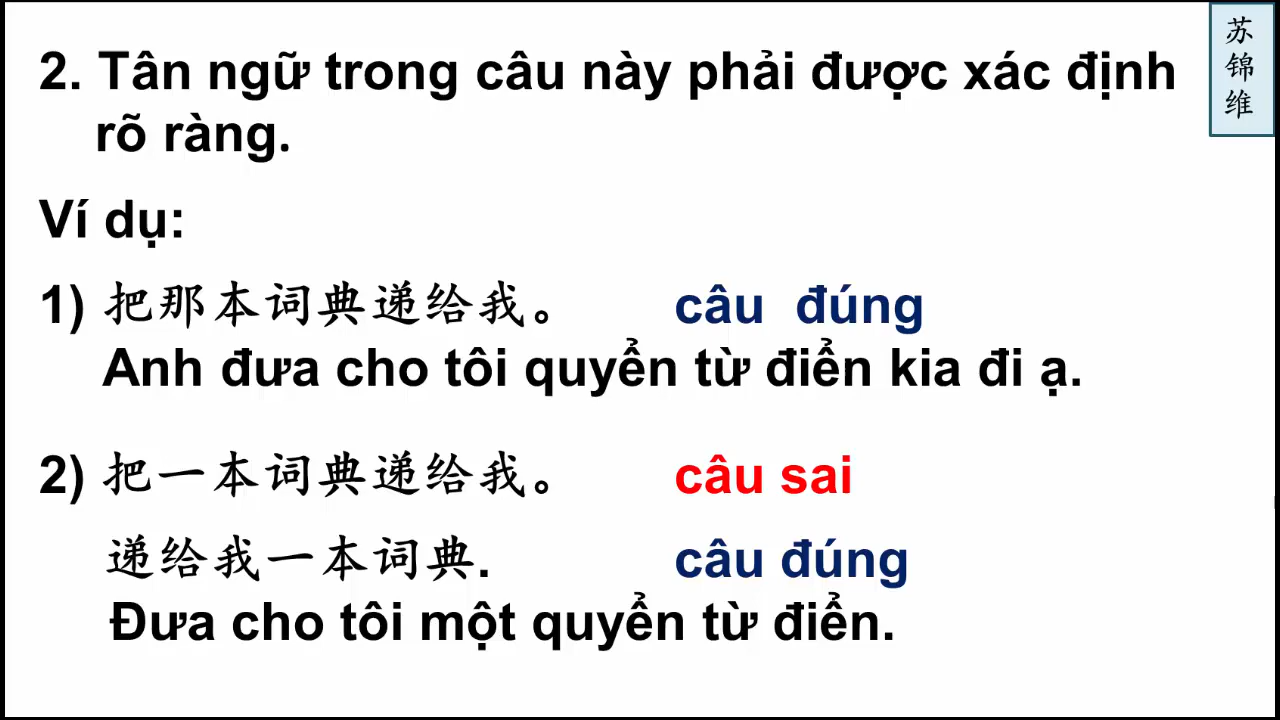 2. Tân ngữ trong câu này phải được xác định
rõ ràng.
Ví dụ:
1) 把那本词典递给我。 câu đúng
Anh đưa cho tôi quyển từ điển kia đi ạ.
2) 把一本词典递给我。 câu sai
递给我一本词典. câu đúng
Đưa cho tôi một quyển từ điển.
苏
锦
维